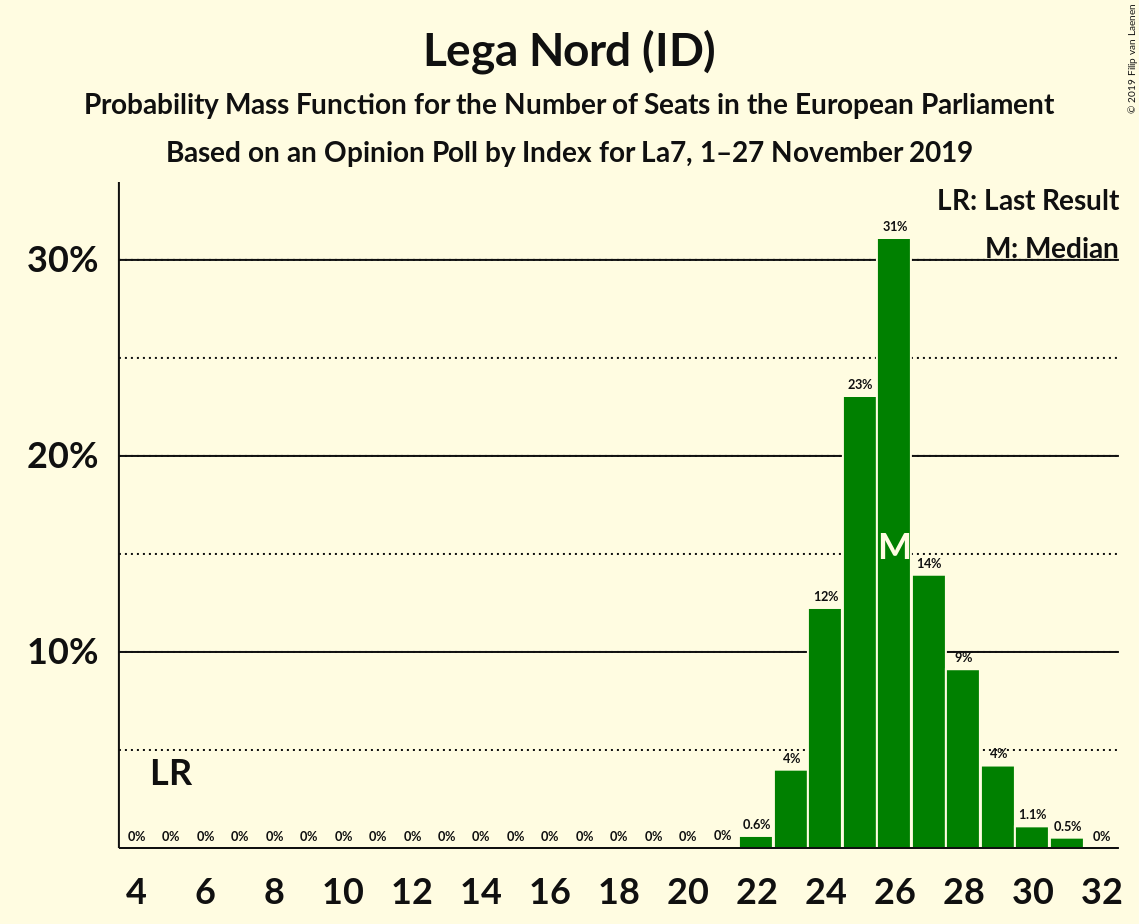 Lega Nord (ID)
Probability Mass Function for the Number of Seats in the European Parliament
Based on an Opinion Poll by Index for La7, 1–27 November 2019
© 2019 Filip van Laenen
LR: Last Result
M: Median
30%
20%
10%
LR
M
0% 0% 0% 0% 0% 0% 0% 0% 0% 0% 0% 0% 0% 0% 0% 0% 0% 0% 0.6% 4% 12% 23% 31% 14% 9% 4% 1.1% 0.5% 0%
4 6 8 10 12 14 16 18 20 22 24 26 28 30 32